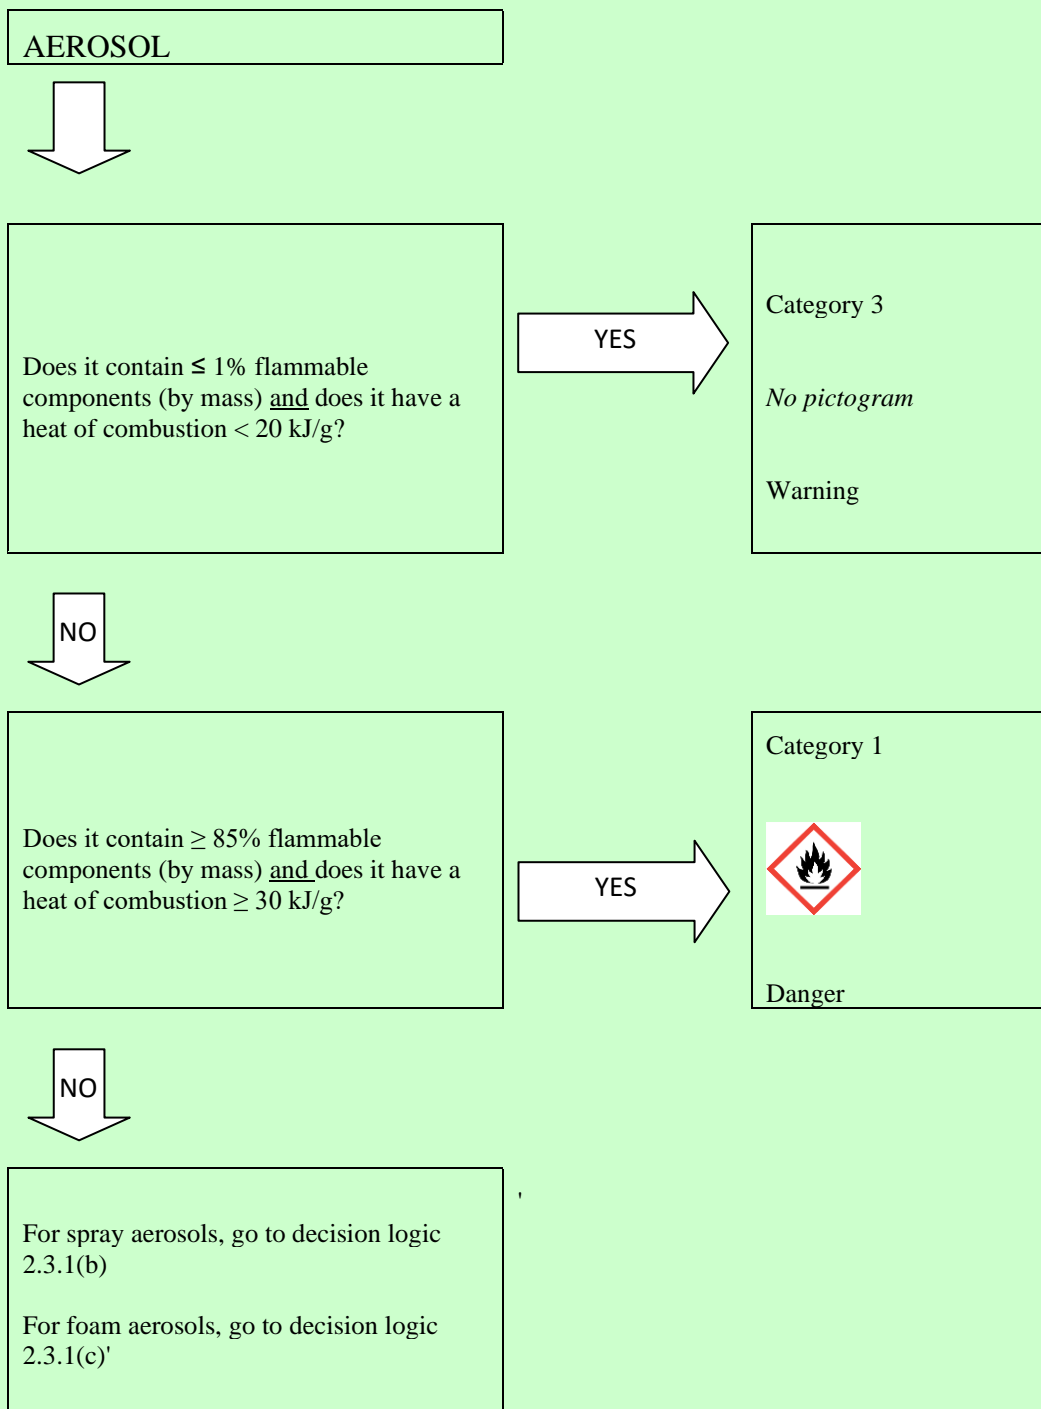 AEROSOL
Does it contain ≤ 1% flammable
components (by mass) and does it have a
heat of combustion < 20 kJ/g?
YES
Category 3
No pictogram
Warning
NO
Does it contain ≥ 85% flammable
components (by mass) and does it have a
heat of combustion ≥ 30 kJ/g?
YES
Category 1
Danger
NO
For spray aerosols, go to decision logic
2.3.1(b)
For foam aerosols, go to decision logic
2.3.1(c)'
'